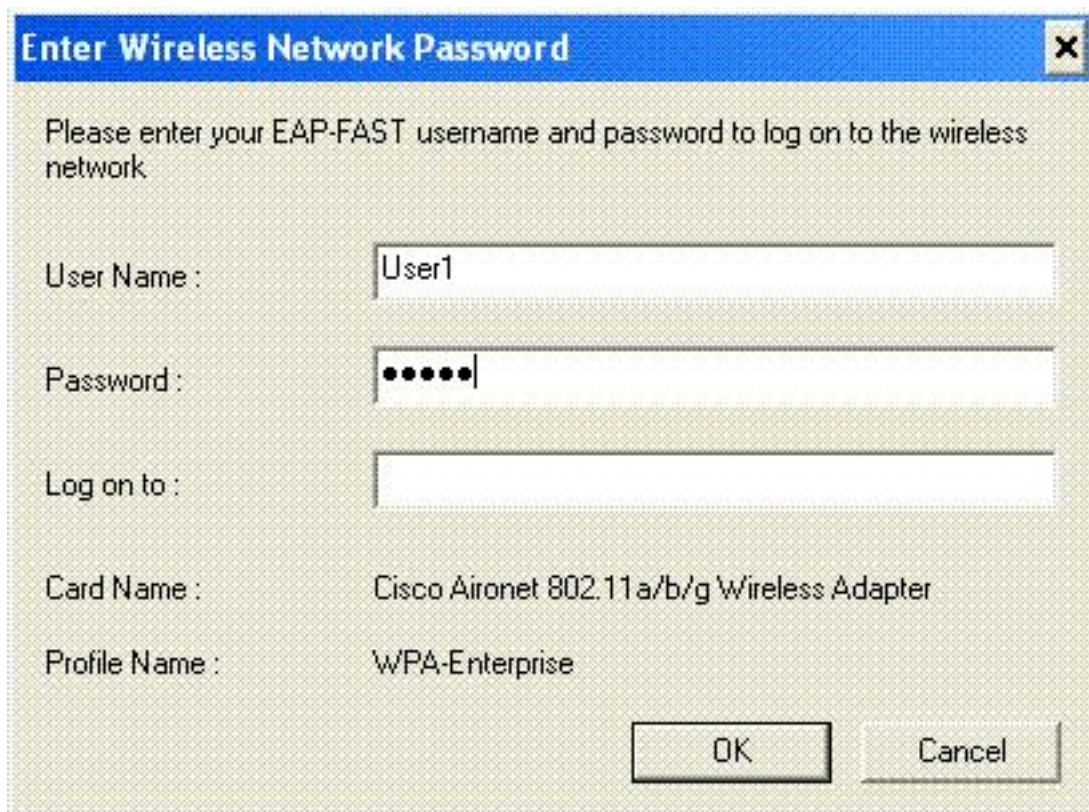 Enter Wireless Network Password
Please enter your EAP-FAST username and password to log on to the wireless
network
User Name : User1
Password : •••••
Log on to :
Card Name : Cisco Aironet 802.11a/b/g Wireless Adapter
Profile Name : WPA-Enterprise
OK Cancel